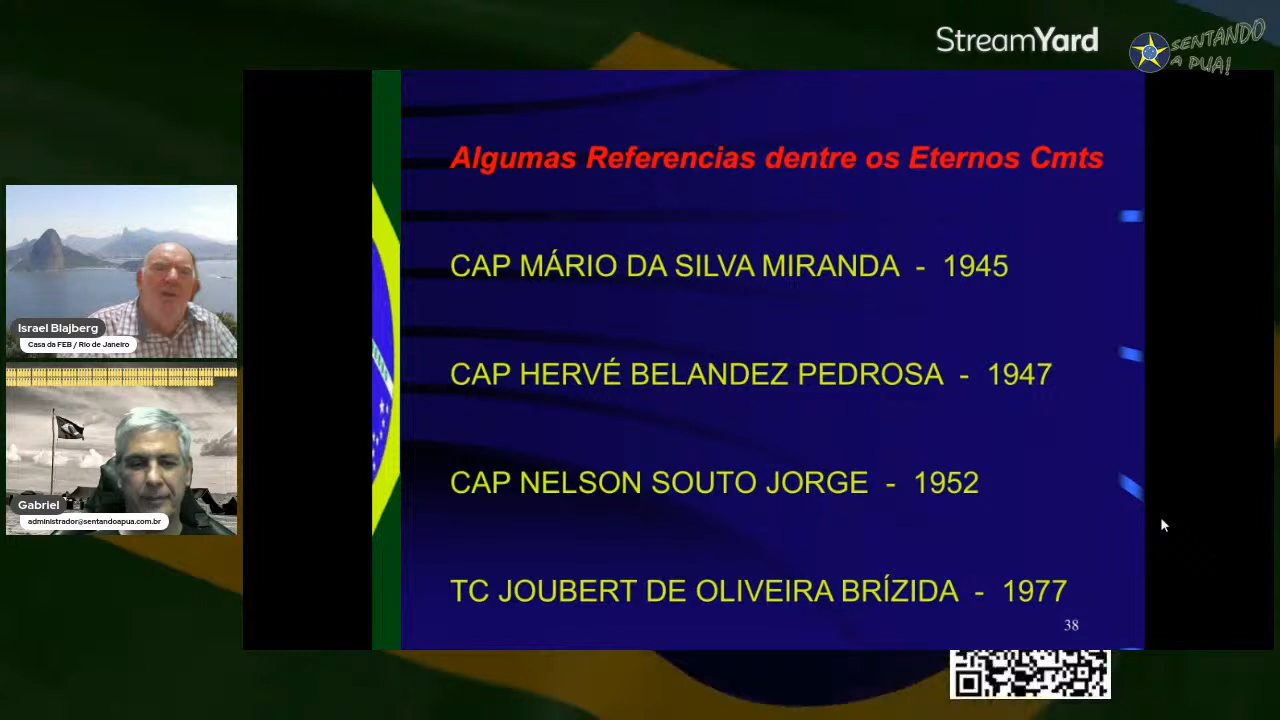 StreamYard
SENTANDO
A PUA!
Algumas Referencias dentre os Eternos Cmts
CAP MÁRIO DA SILVA MIRANDA - 1945
CAP HERVÉ BELANDEZ PEDROSA - 1947
CAP NELSON SOUTO JORGE - 1952
TC JOUBERT DE OLIVEIRA BRÍZIDA - 1977
38
Israel Blajberg
Casa da FEB / Rio de Janeiro
Gabriel
administrador@sentandoapua.com.br